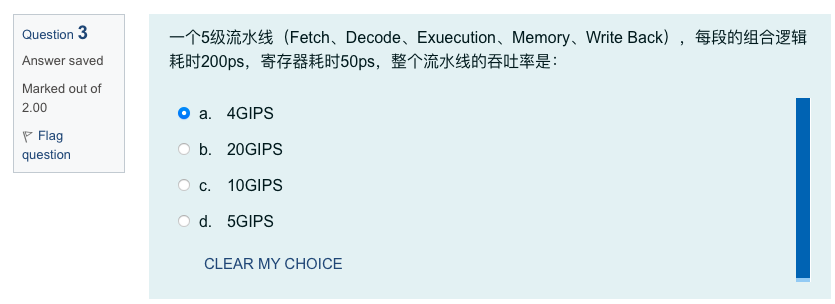 Question 3
Answer saved
Marked out of
2.00
Flag
question
一个5级流水线（Fetch、Decode、Exuecution、Memory、Write Back），每段的组合逻辑
耗时200ps，寄存器耗时50ps，整个流水线的吞吐率是：
a. 4GIPS
b. 20GIPS
c. 10GIPS
d. 5GIPS
CLEAR MY CHOICE